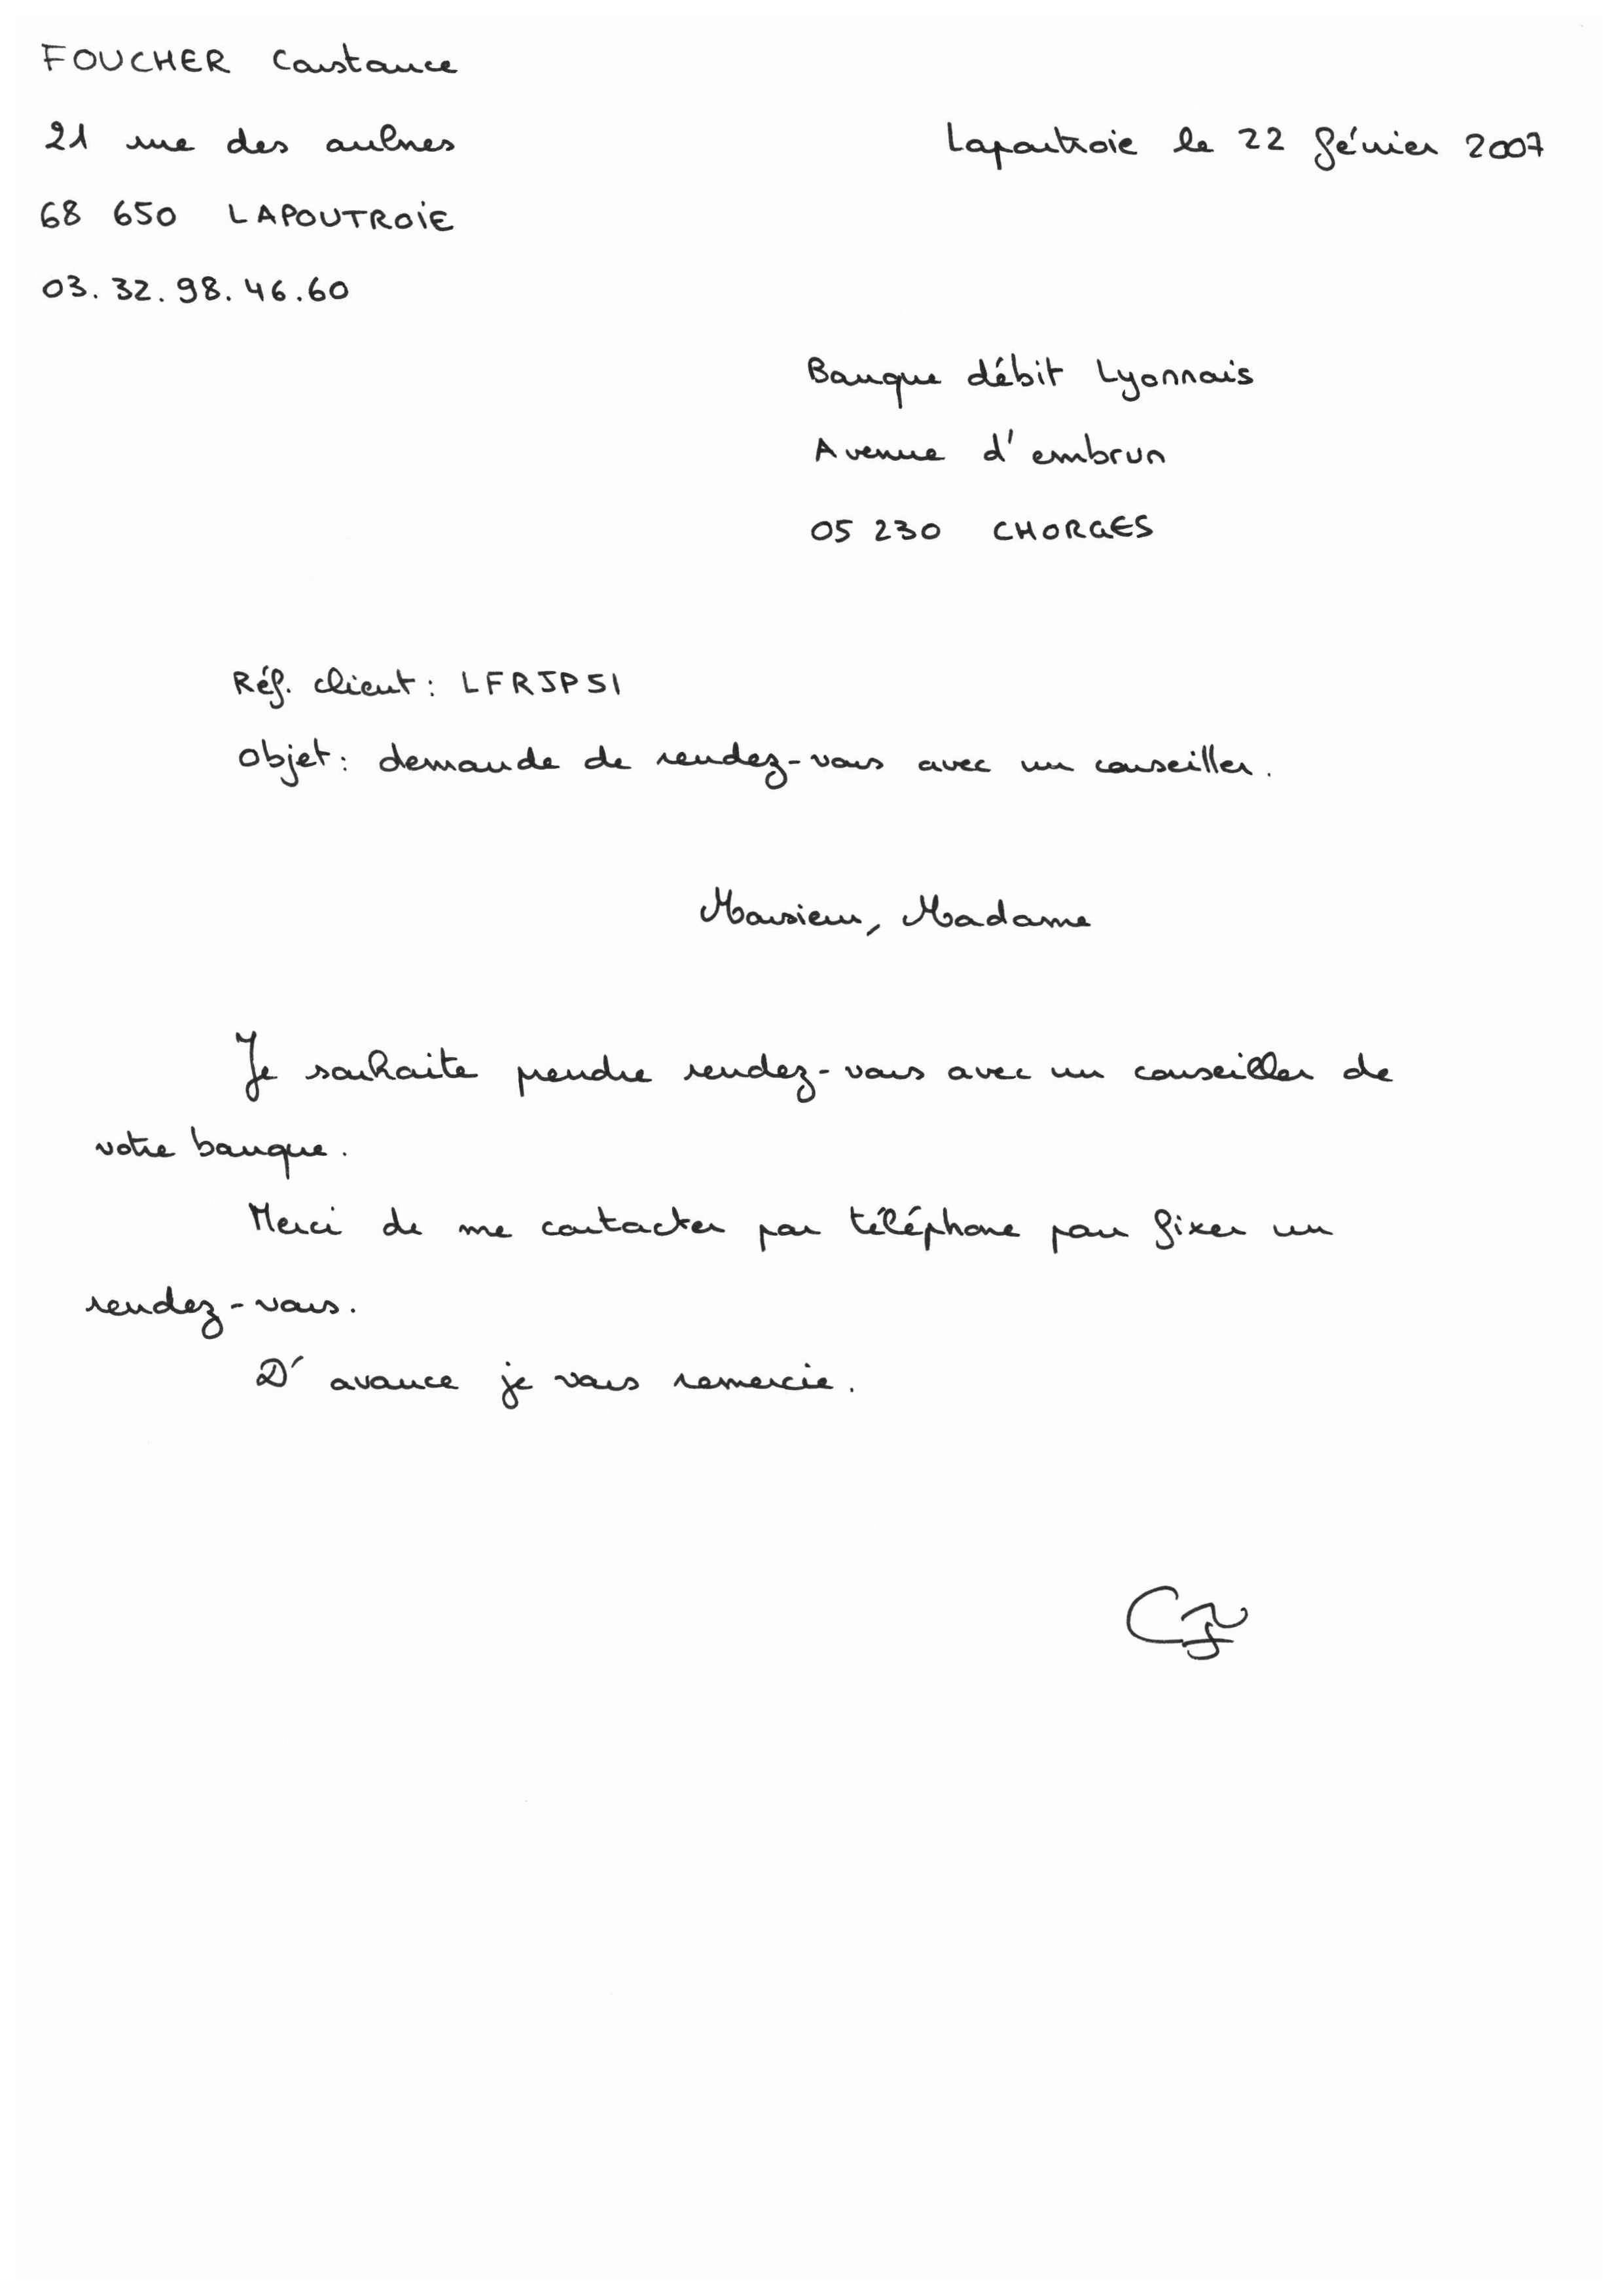 FOUCHER Constance
21 rue des aulnes
Lapoutroie le 22 février 2007
68 650 LAPOUTROIE
03.32.98.46.60
Banque débit Lyonnais
Avenue d'embrun
05 230 CHORGES
Réf. client : LFRJP51
Objet : demande de rendez-vous avec un conseiller.
Monsieur, Madame
Je souhaite prendre rendez-vous avec un conseiller de
votre banque.
Merci de me contacter par téléphone pour fixer un
rendez-vous.
D'avance je vous remercie.